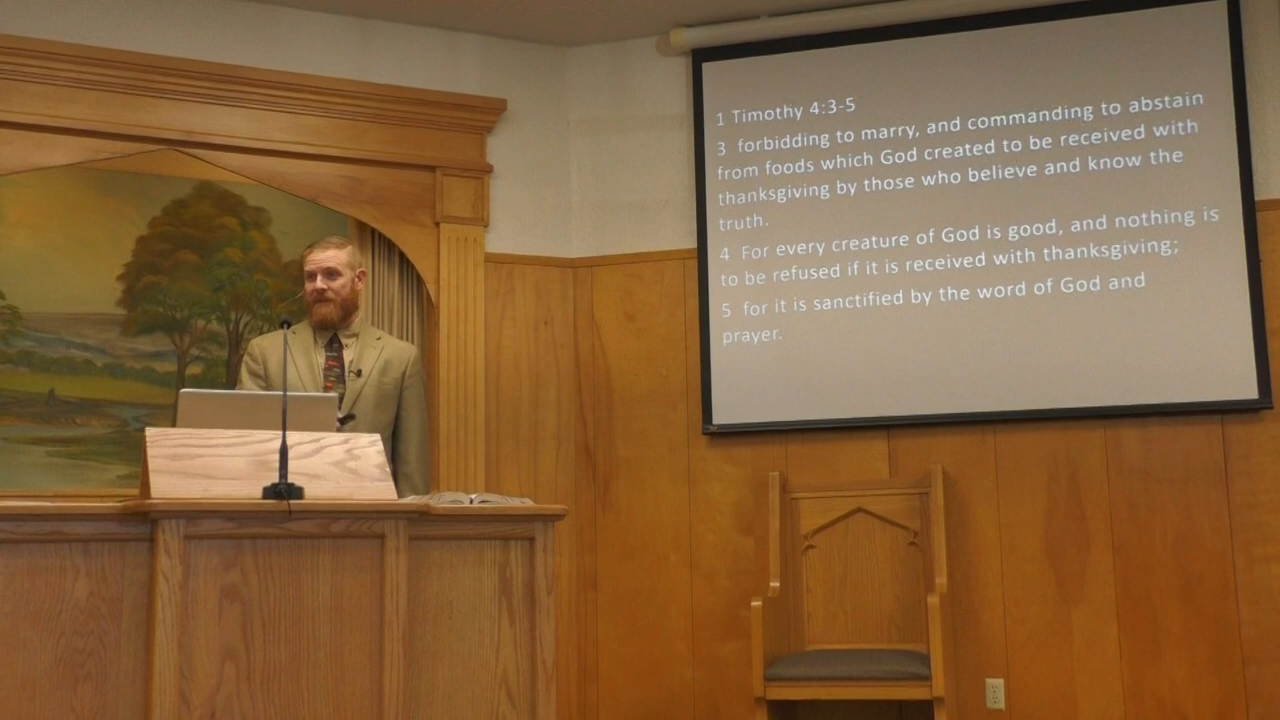 1 Timothy 4:3-5
3 forbidding to marry, and commanding to abstain
from foods which God created to be received with
thanksgiving by those who believe and know the
truth.
4 For every creature of God is good, and nothing is
to be refused if it is received with thanksgiving;
5 for it is sanctified by the word of God and
prayer.